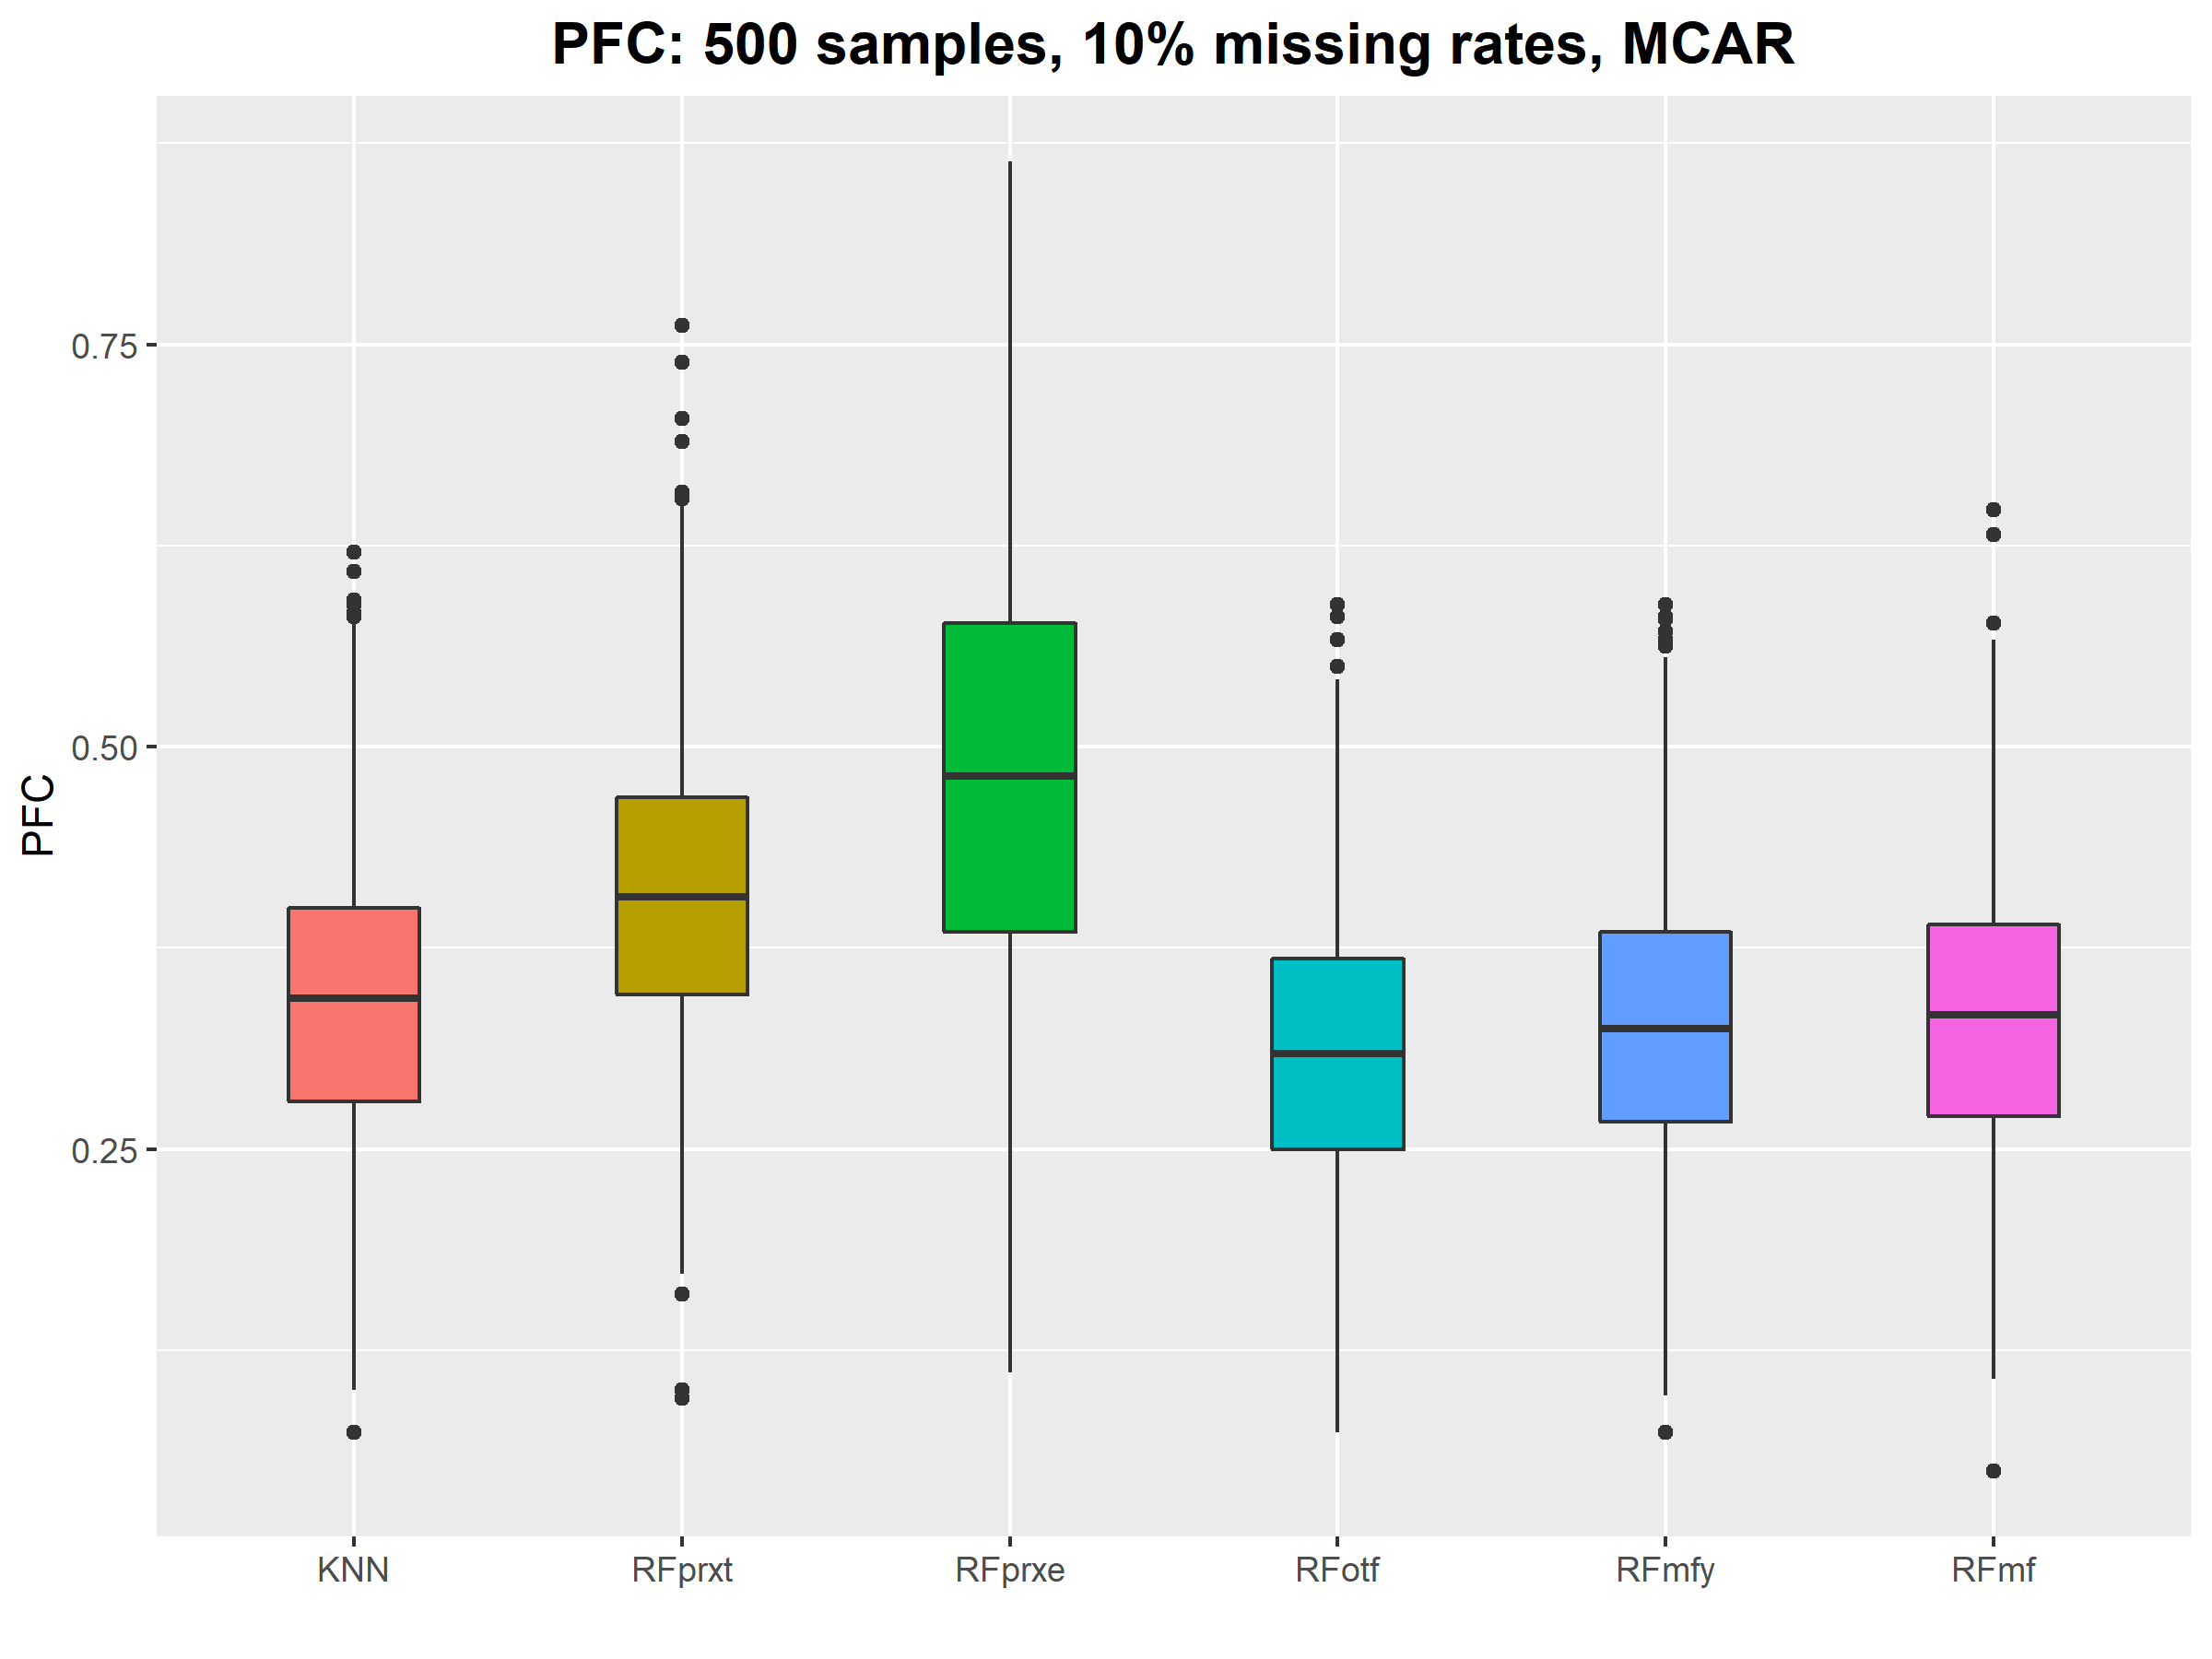 PFC: 500 samples, 10% missing rates, MCAR
PFC
0.75
0.50
0.25
KNN RFprxt RFprxe RFotf RFmfy RFmf